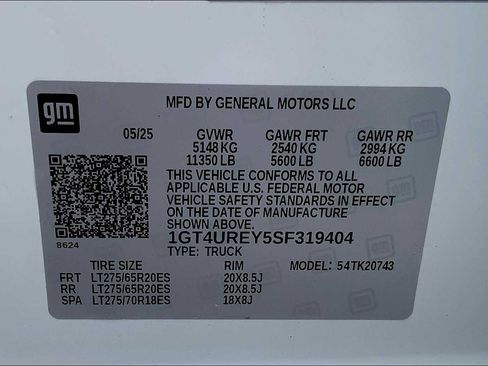 gm
MFD BY GENERAL MOTORS LLC
05/25 GVWR GAWR FRT GAWR RR
5148 KG 2540 KG 2994 KG
11350 LB 5600 LB 6600 LB
THIS VEHICLE CONFORMS TO ALL
APPLICABLE U.S. FEDERAL MOTOR
VEHICLE SAFETY STANDARDS IN EFFECT
ON THE DATE OF MANUFACTURE
SHOWN ABOVE.
8624
1GT4UREY5SF319404
TYPE: TRUCK
TIRE SIZE RIM MODEL: 54TK20743
FRT LT275/65R20ES 20X8.5J
RR LT275/65R20ES 20X8.5J
SPA LT275/70R18ES 18X8J